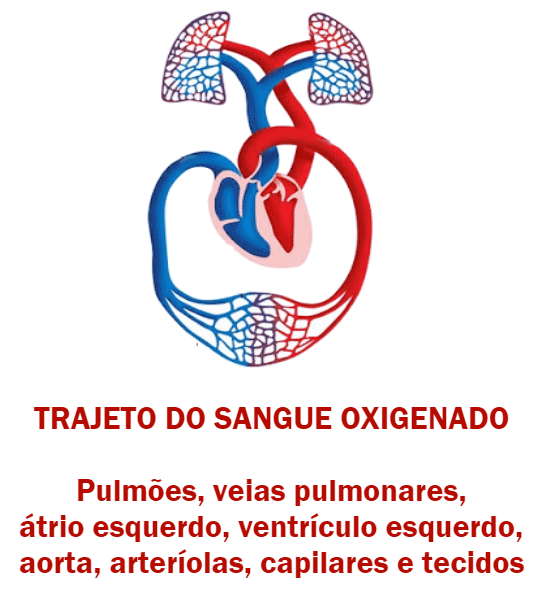 TRAJETO DO SANGUE OXIGENADO
Pulmões, veias pulmonares,
átrio esquerdo, ventrículo esquerdo,
aorta, arteríolas, capilares e tecidos